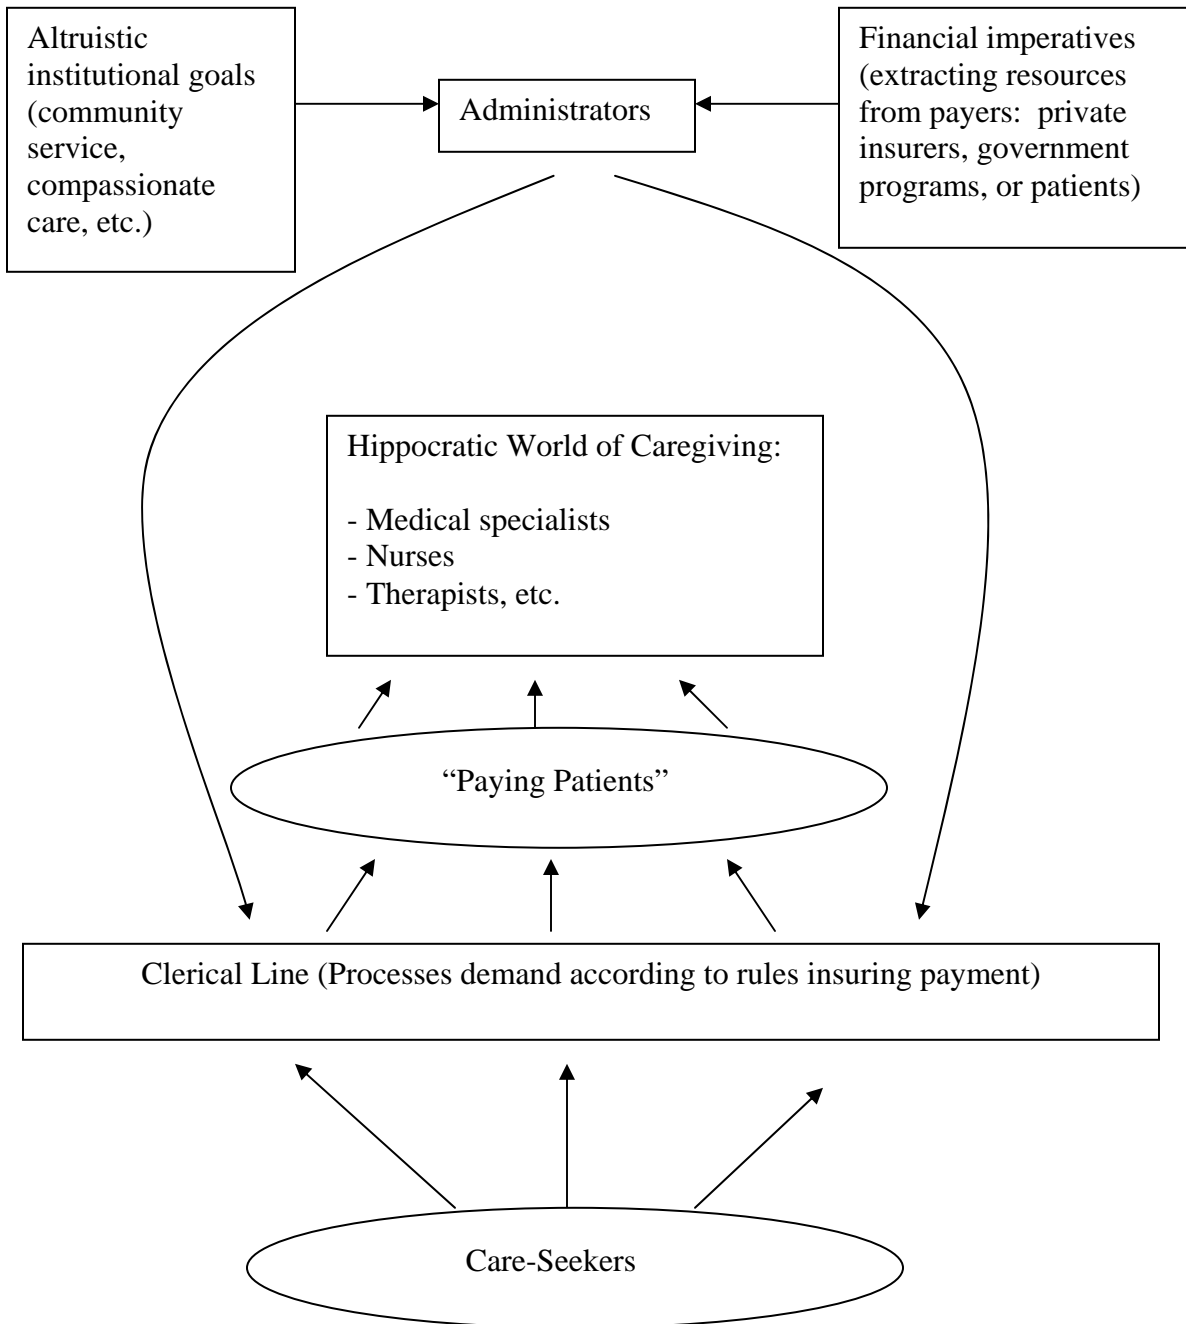 Altruistic
institutional goals
(community
service,
compassionate
care, etc.)
Administrators
Financial imperatives
(extracting resources
from payers:  private
insurers, government
programs, or patients)
Hippocratic World of Caregiving:
- Medical specialists
- Nurses
- Therapists, etc.
“Paying Patients”
Clerical Line (Processes demand according to rules insuring payment)
Care-Seekers